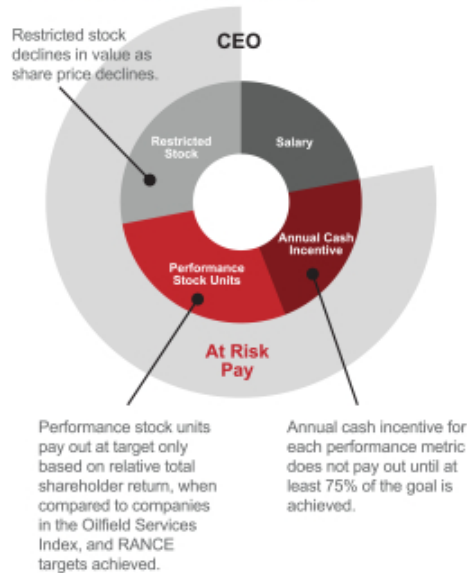 CEO
Restricted stock
declines in value as
share price declines.
Restricted
Stock
Salary
Annual Cash
Incentive
Performance
Stock Units
At Risk
Pay
Performance stock units
pay out at target only
based on relative total
shareholder return, when
compared to companies
in the Oilfield Services
Index, and RANCE
targets achieved.
Annual cash incentive for
each performance metric
does not pay out until at
least 75% of the goal is
achieved.